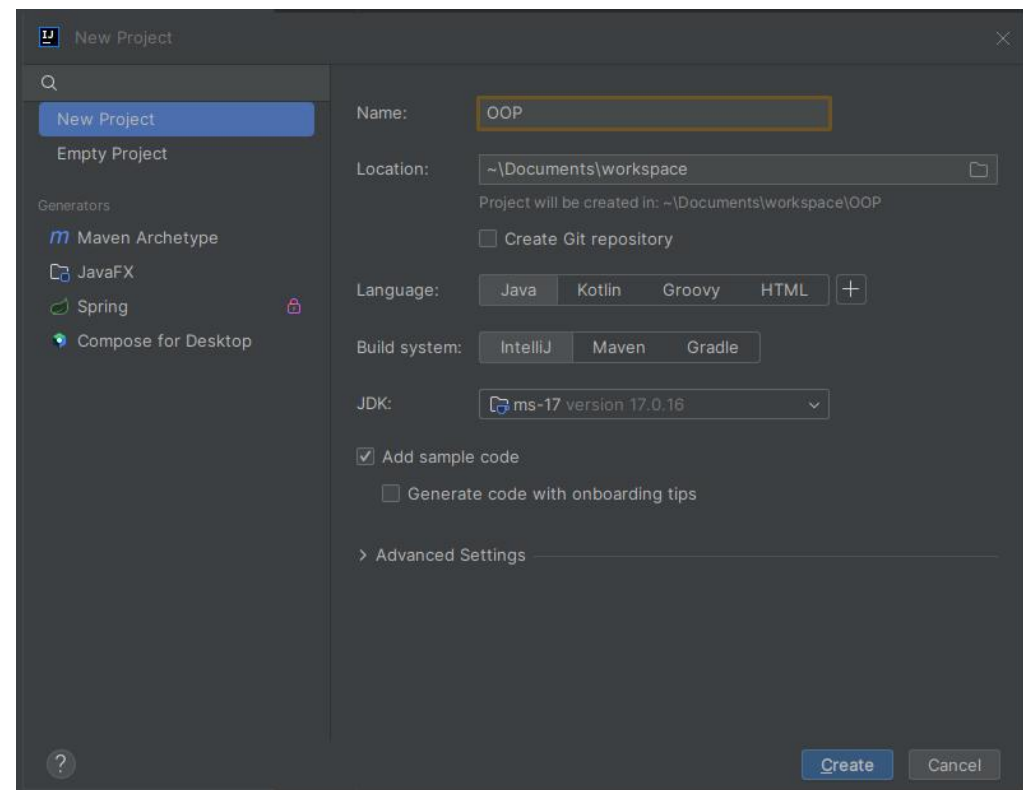 IJ
New Project
New Project
Empty Project
Generators
m Maven Archetype
JavaFX
Spring
Compose for Desktop
Name: OOP
Location: ~\Documents\workspace
Project will be created in: ~\Documents\workspace\OOP
Create Git repository
Language: Java Kotlin Groovy HTML +
Build system: IntelliJ Maven Gradle
JDK: ms-17 version 17.0.16
Add sample code
Generate code with onboarding tips
> Advanced Settings
? Create Cancel